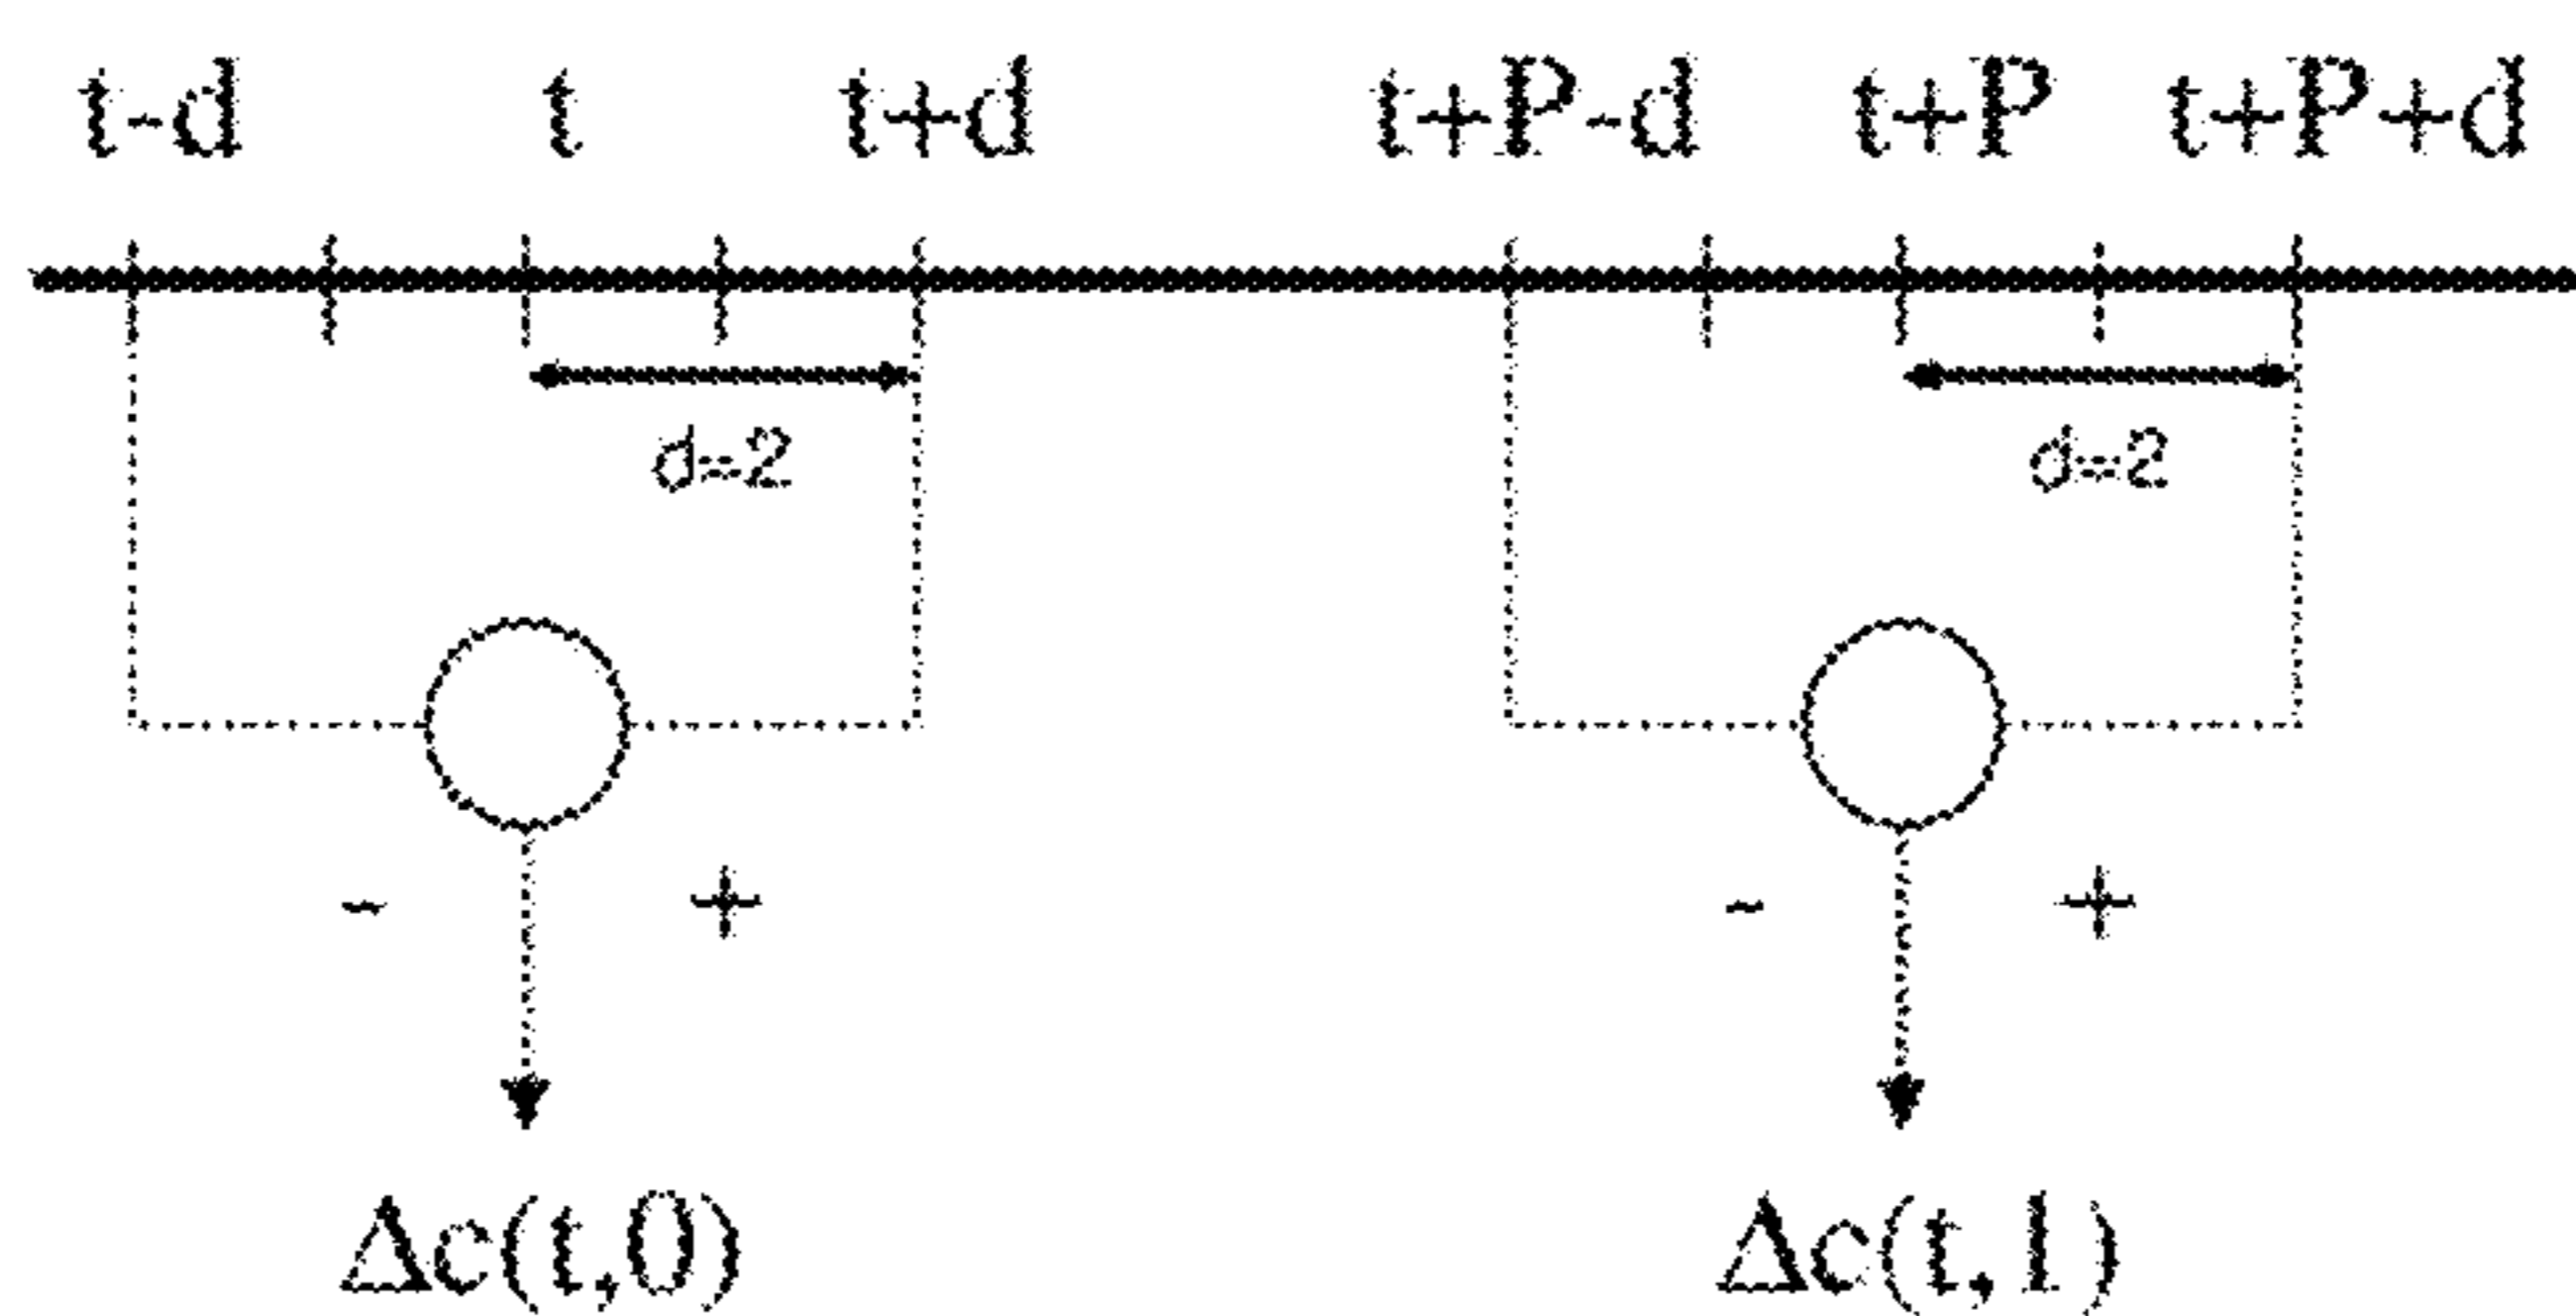 t-d t t+d t+P-d t+P t+P+d
d=2 d=2
- + - +
Δc(t,0) Δc(t,1)